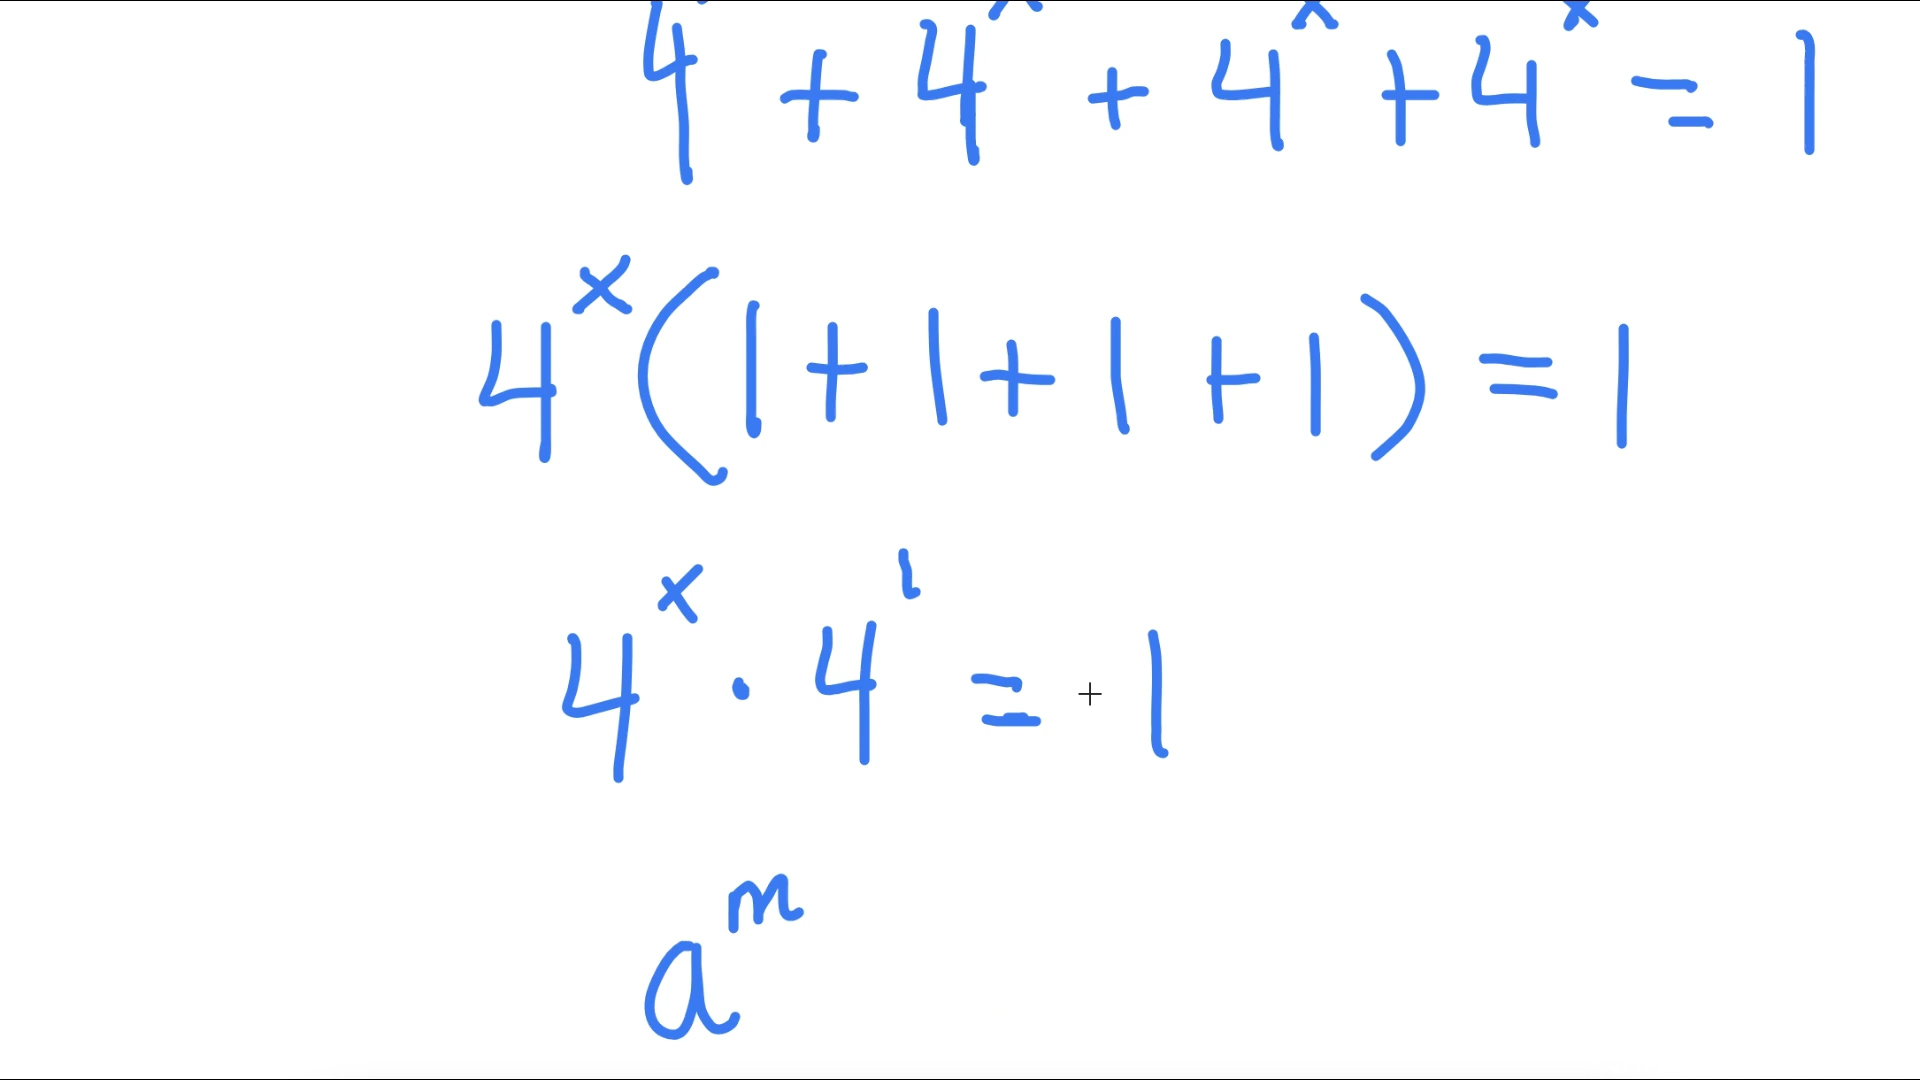 4^x + 4^x + 4^x + 4^x = 1
4^x (1 + 1 + 1 + 1) = 1
4^x · 4^1 = 1
a^m